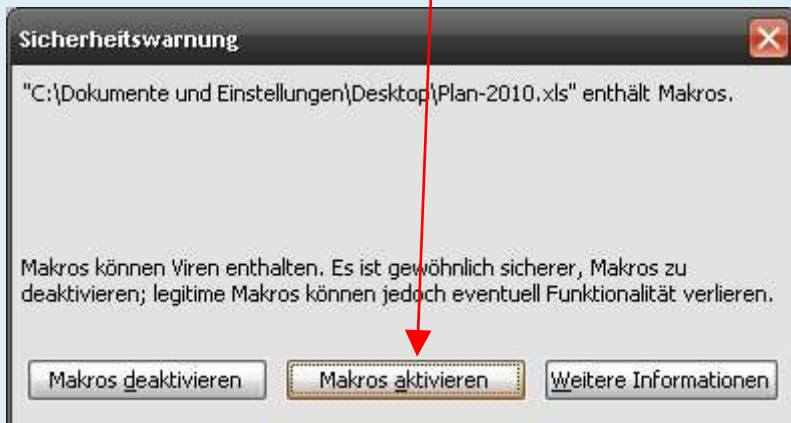 Sicherheitswarnung
"C:\Dokumente und Einstellungen\Desktop\Plan-2010.xls" enthält Makros.
Makros können Viren enthalten. Es ist gewöhnlich sicherer, Makros zu
deaktivieren; legitime Makros können jedoch eventuell Funktionalität verlieren.
Makros deaktivieren Makros aktivieren Weitere Informationen